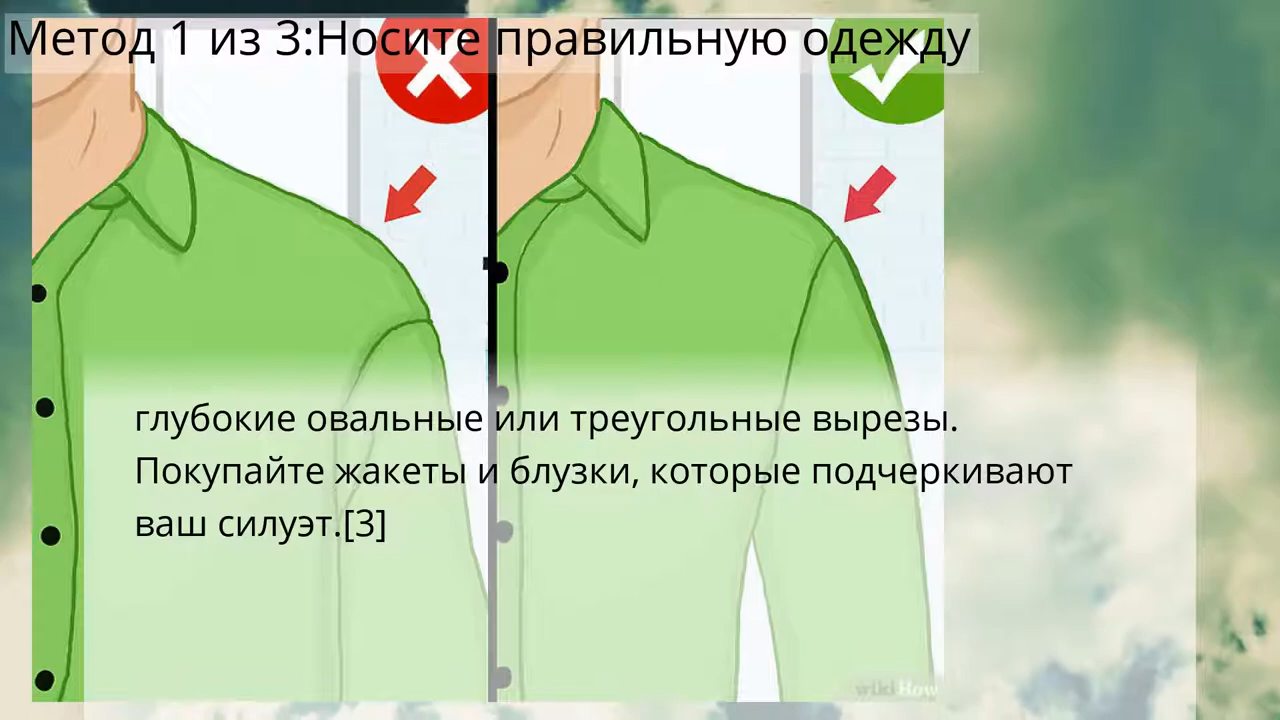 Метод 1 из 3:Носите правильную одежду
глубокие овальные или треугольные вырезы.
Покупайте жакеты и блузки, которые подчеркивают
ваш силуэт.[3]
wikiHow